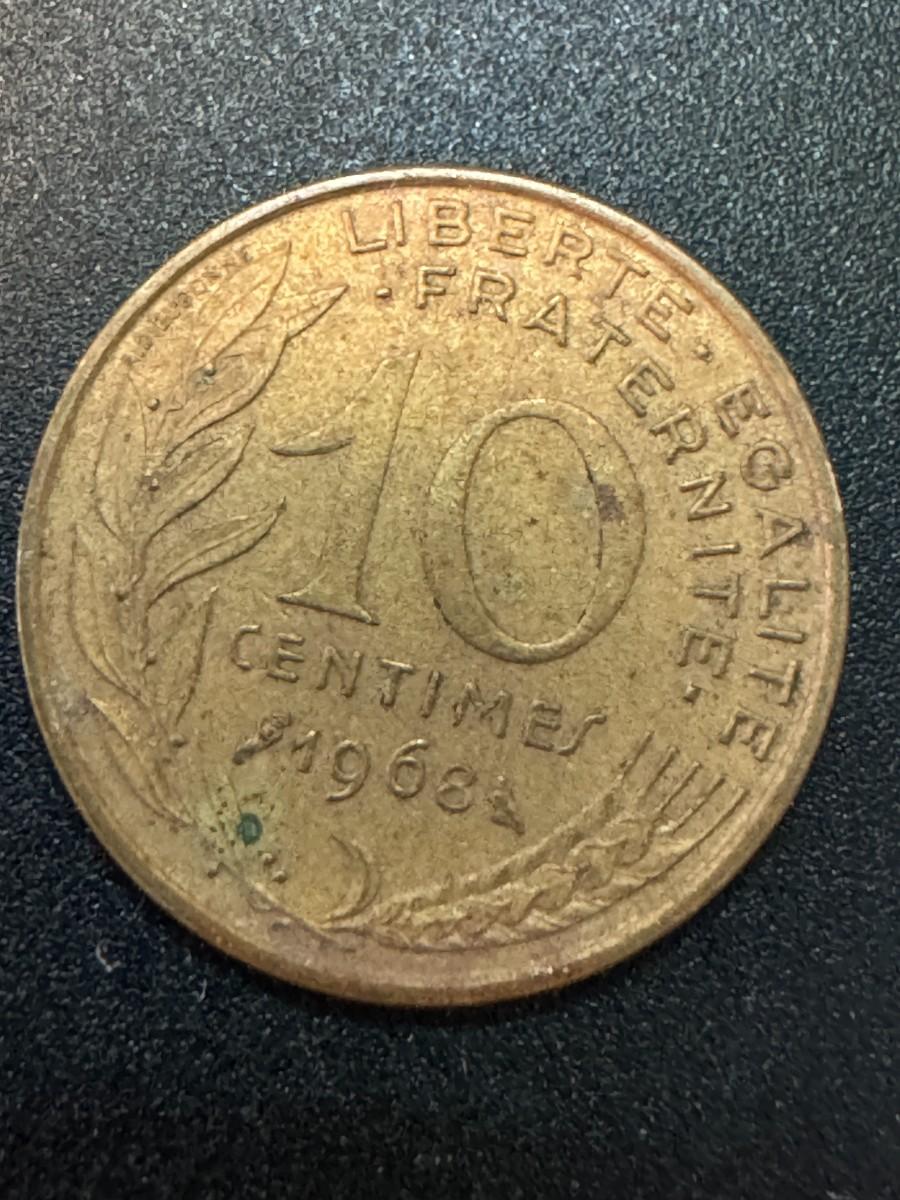 LIBERTE. EGALITE
·FRATERNITE.
10
CENTIMES
1968